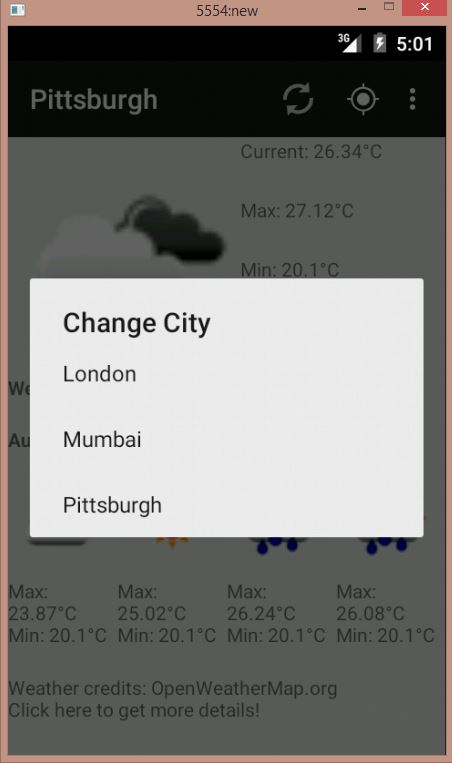 5554:new
3G 5:01
Pittsburgh
Current: 26.34°C
Max: 27.12°C
Min: 20.1°C
Change City
London
Mumbai
Pittsburgh
Max: Max: Max: Max:
23.87°C 25.02°C 26.24°C 26.08°C
Min: 20.1°C Min: 20.1°C Min: 20.1°C Min: 20.1°C
Weather credits: OpenWeatherMap.org
Click here to get more details!